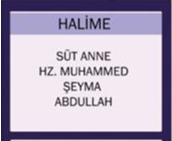 HALİME
SÜT ANNE
HZ. MUHAMMED
ŞEYMA
ABDULLAH